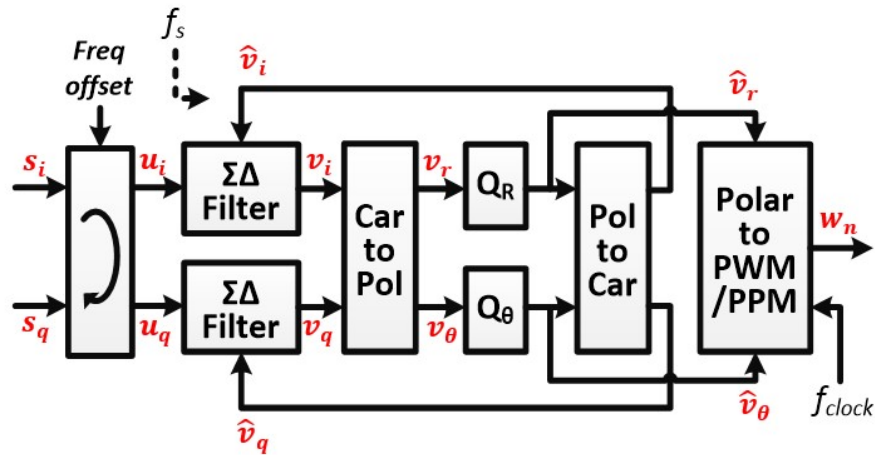 f_s
Freq
offset
v̂_i
v̂_r
s_i
u_i
ΣΔ
Filter
v_i
Car
to
Pol
v_r
Q_R
Pol
to
Car
Polar
to
PWM
/PPM
w_n
s_q
u_q
ΣΔ
Filter
v_q
v_θ
Q_θ
v̂_q
v̂_θ
f_clock